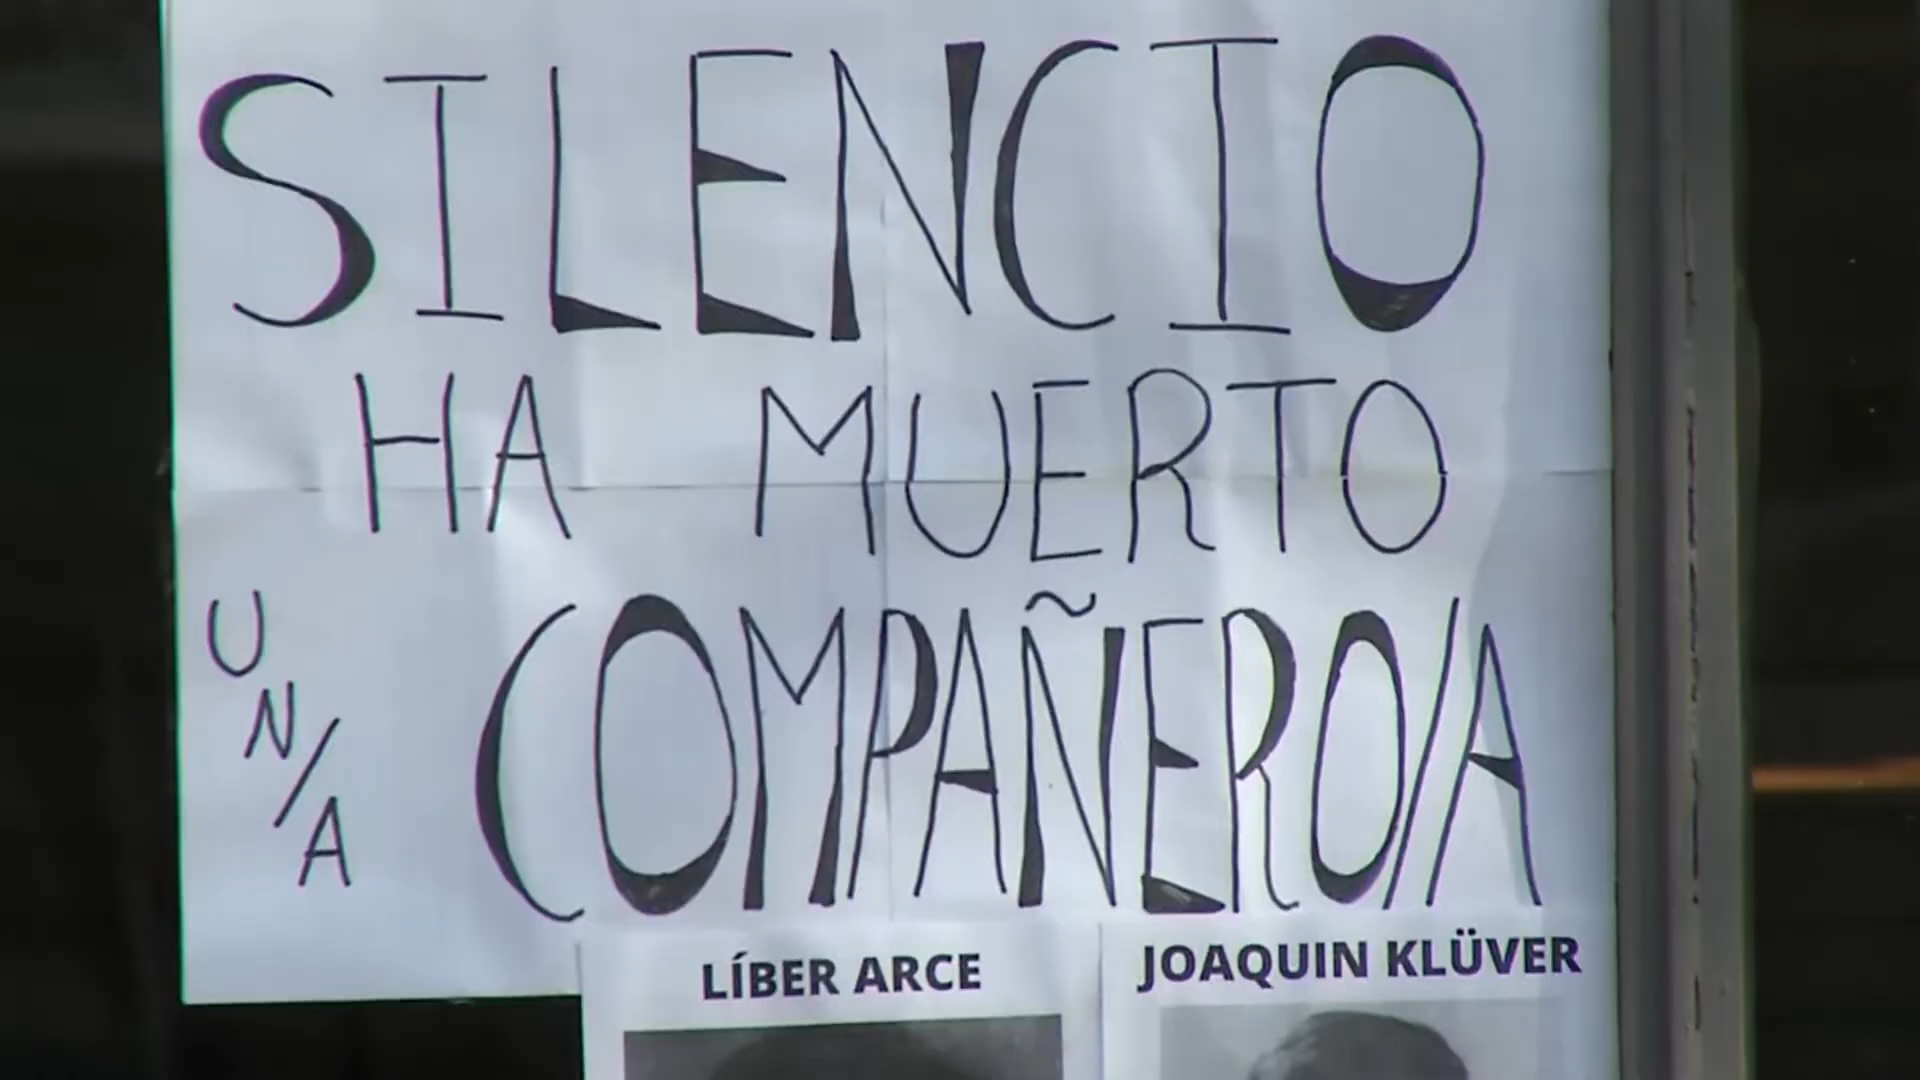 SILENCIO
HA MUERTO
UN/A COMPAÑERO/A
LÍBER ARCE
JOAQUIN KLÜVER